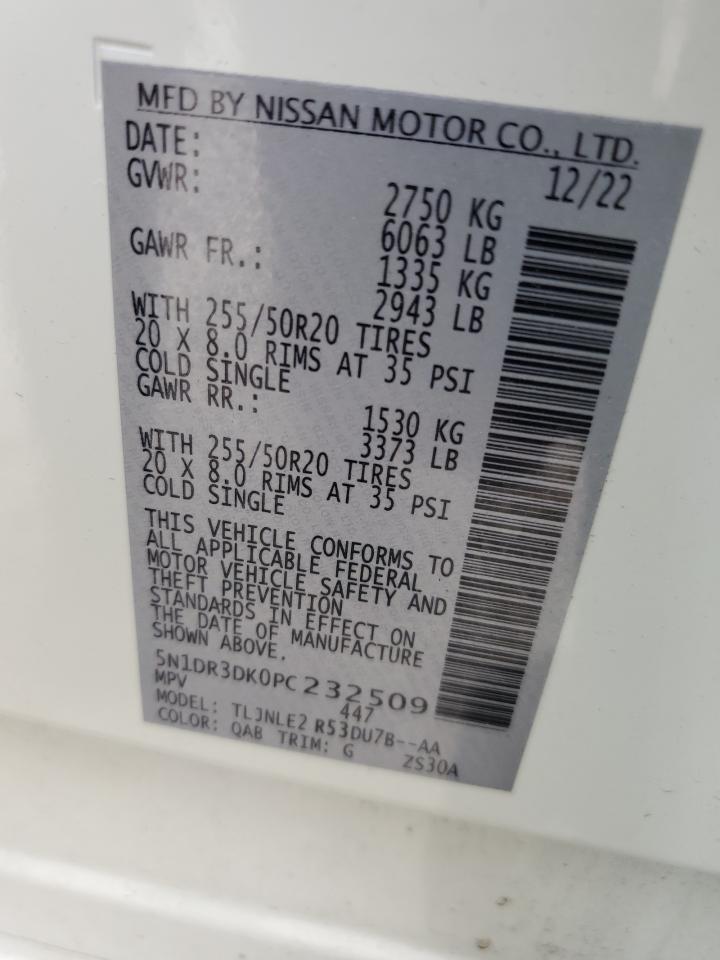 MFD BY NISSAN MOTOR CO., LTD.
DATE: 12/22
GVWR: 2750 KG
6063 LB
GAWR FR.: 1335 KG
2943 LB
WITH 255/50R20 TIRES
20 X 8.0 RIMS AT 35 PSI
COLD SINGLE
GAWR RR.: 1530 KG
3373 LB
WITH 255/50R20 TIRES
20 X 8.0 RIMS AT 35 PSI
COLD SINGLE
THIS VEHICLE CONFORMS TO
ALL APPLICABLE FEDERAL
MOTOR VEHICLE SAFETY AND
THEFT PREVENTION
STANDARDS IN EFFECT ON
THE DATE OF MANUFACTURE
SHOWN ABOVE.
5N1DR3DK0PC232509
MPV 447
MODEL: TLJNLE2 R53DU7B--AA
COLOR: QAB TRIM: G ZS30A